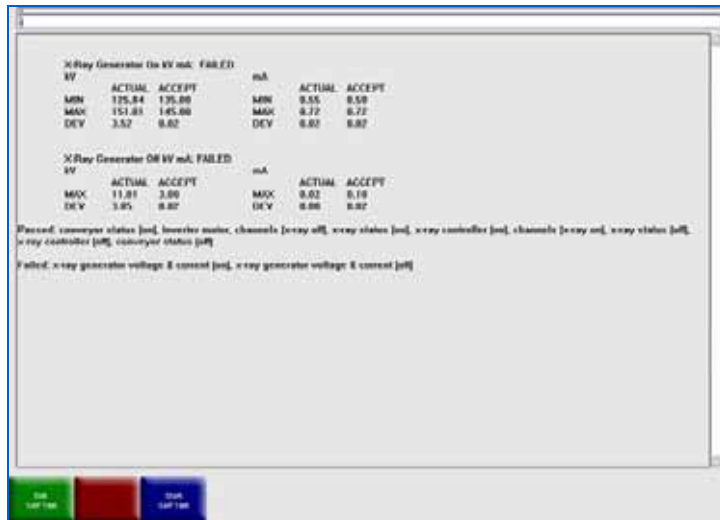 X-Ray Generator On kV mA: FAILED
kV mA
ACTUAL ACCEPT ACTUAL ACCEPT
MIN 125.84 135.00 MIN 0.55 0.50
MAX 151.01 145.00 MAX 0.72 0.72
DEV 3.52 0.02 DEV 0.02 0.02
X-Ray Generator Off kV mA: FAILED
kV mA
ACTUAL ACCEPT ACTUAL ACCEPT
MAX 11.01 3.00 MAX 0.02 0.10
DEV 3.05 0.02 DEV 0.00 0.02
Passed: conveyor status [on], inverter motor, channels [x-ray off], x-ray status [on], x-ray controller [on], channels [x-ray on], x-ray status [off],
x-ray controller [off], conveyor status [off]
Failed: x-ray generator voltage & current [on], x-ray generator voltage & current [off]